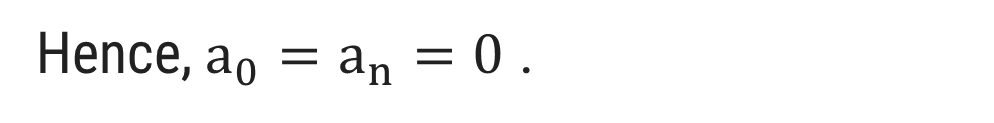 Hence, a₀ = aₙ = 0 .